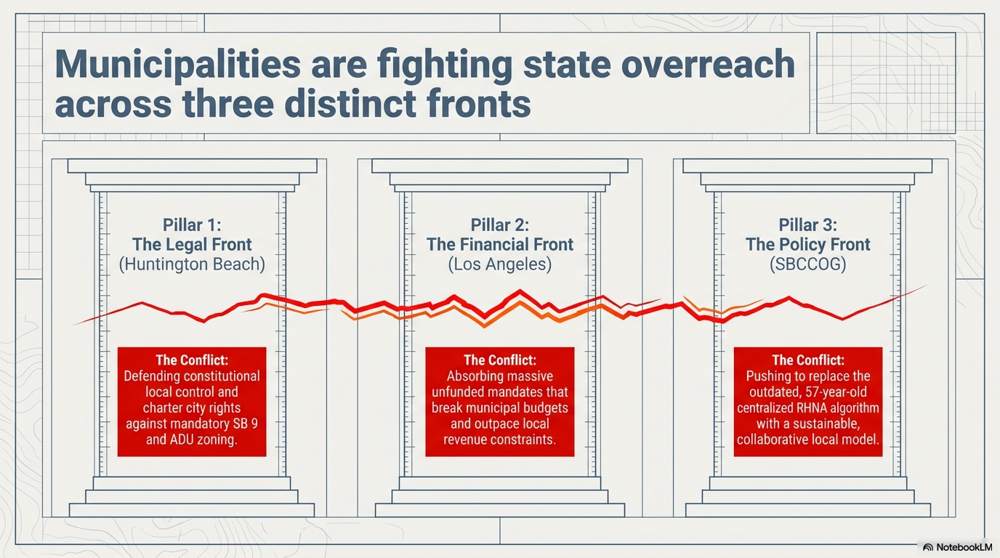 Municipalities are fighting state overreach
across three distinct fronts
Pillar 1:
The Legal Front
(Huntington Beach)
The Conflict:
Defending constitutional
local control and
charter city rights
against mandatory SB 9
and ADU zoning.
Pillar 2:
The Financial Front
(Los Angeles)
The Conflict:
Absorbing massive
unfunded mandates that
break municipal budgets
and outpace local
revenue constraints.
Pillar 3:
The Policy Front
(SBCCOG)
The Conflict:
Pushing to replace the
outdated, 57-year-old
centralized RHNA algorithm
with a sustainable,
collaborative local model.
NotebookLM